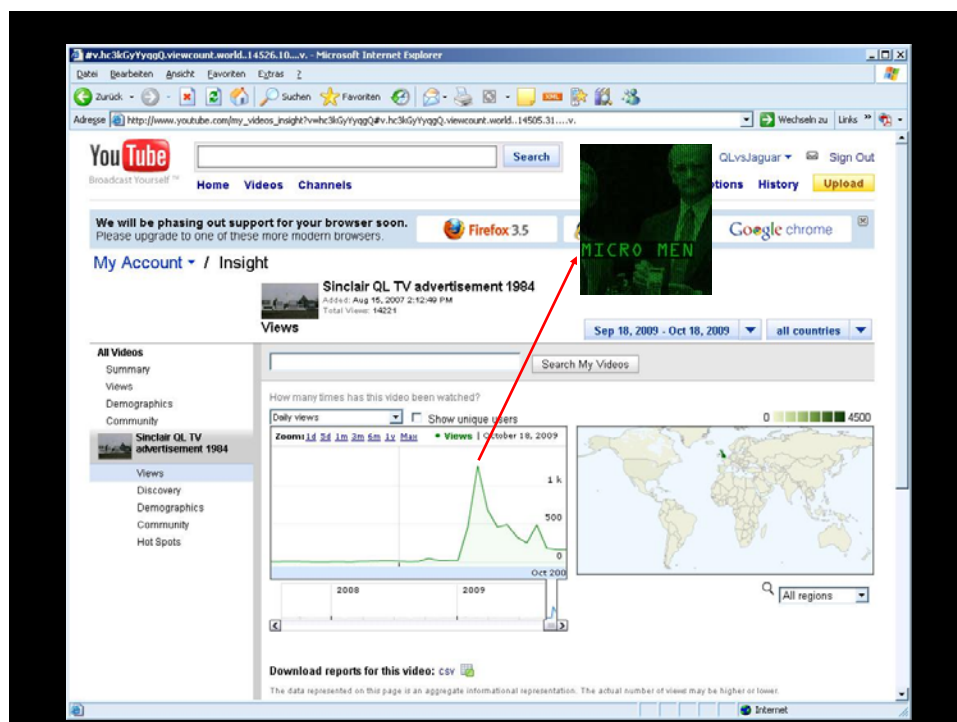 #v.hc3kGyYyqgQ.viewcount.world..14526.10....v. - Microsoft Internet Explorer
Datei Bearbeiten Ansicht Favoriten Extras ?
Zurück Suchen Favoriten
Adresse http://www.youtube.com/my_videos_insight?v=hc3kGyYyqgQ#v.hc3kGyYyqgQ.viewcount.world..14505.31....v. Wechseln zu Links »
YouTube Search QLvsJaguar Sign Out
Broadcast Yourself ™ Home Videos Channels History Upload
We will be phasing out support for your browser soon.
Please upgrade to one of these more modern browsers.
Firefox 3.5
Google chrome
MICRO MEN
My Account / Insight
Sinclair QL TV advertisement 1984
Added: Aug 15, 2007 2:12:49 PM
Total Views: 14221
Views
Sep 18, 2009 - Oct 18, 2009 all countries
All Videos
Summary
Views
Demographics
Community
Sinclair QL TV
advertisement 1984
Views
Discovery
Demographics
Community
Hot Spots
Search My Videos
How many times has this video been watched?
Daily views Show unique users
0 4500
Zoom: 1d 5d 1m 3m 6m 1y Max Views | October 18, 2009
1 k
500
0
Oct 200
2008 2009
All regions
Download reports for this video: csv
The data represented on this page is an aggregate informational representation. The actual number of views may be higher or lower.
Internet